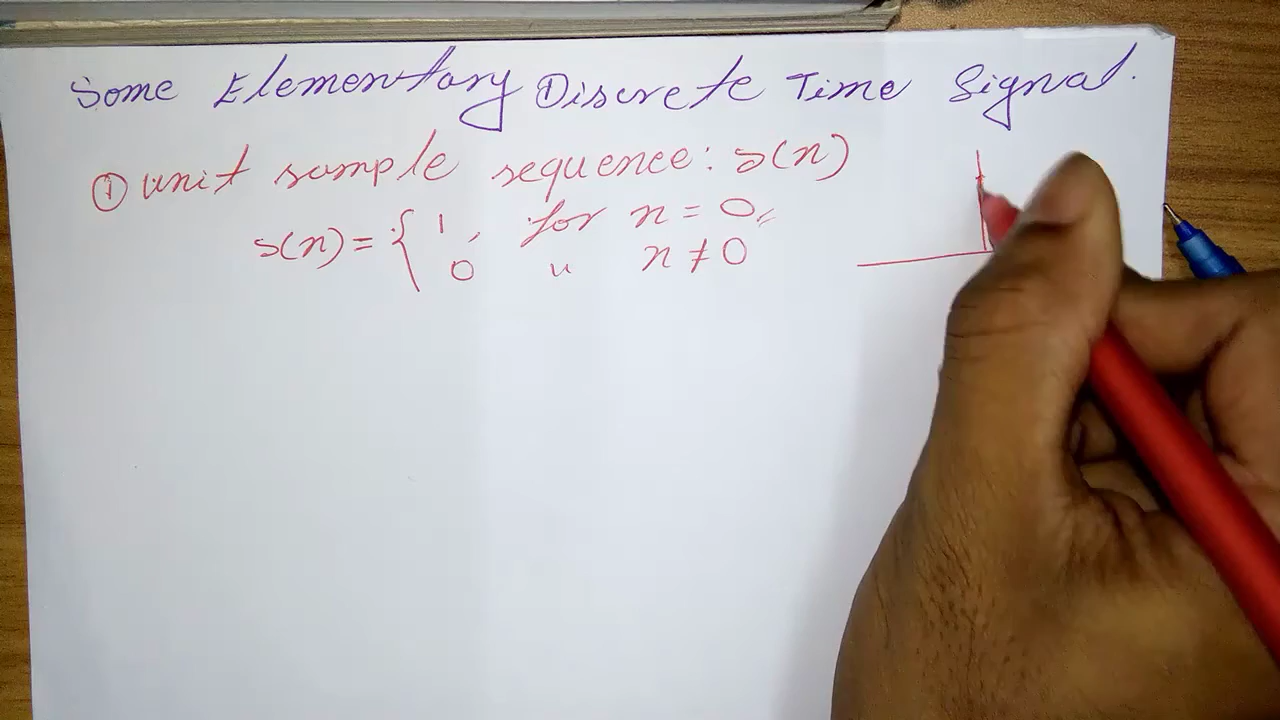 Some Elementary Discrete Time Signal.
① unit sample sequence: δ(n)
δ(n) = { 1, for n = 0,
0 " n ≠ 0